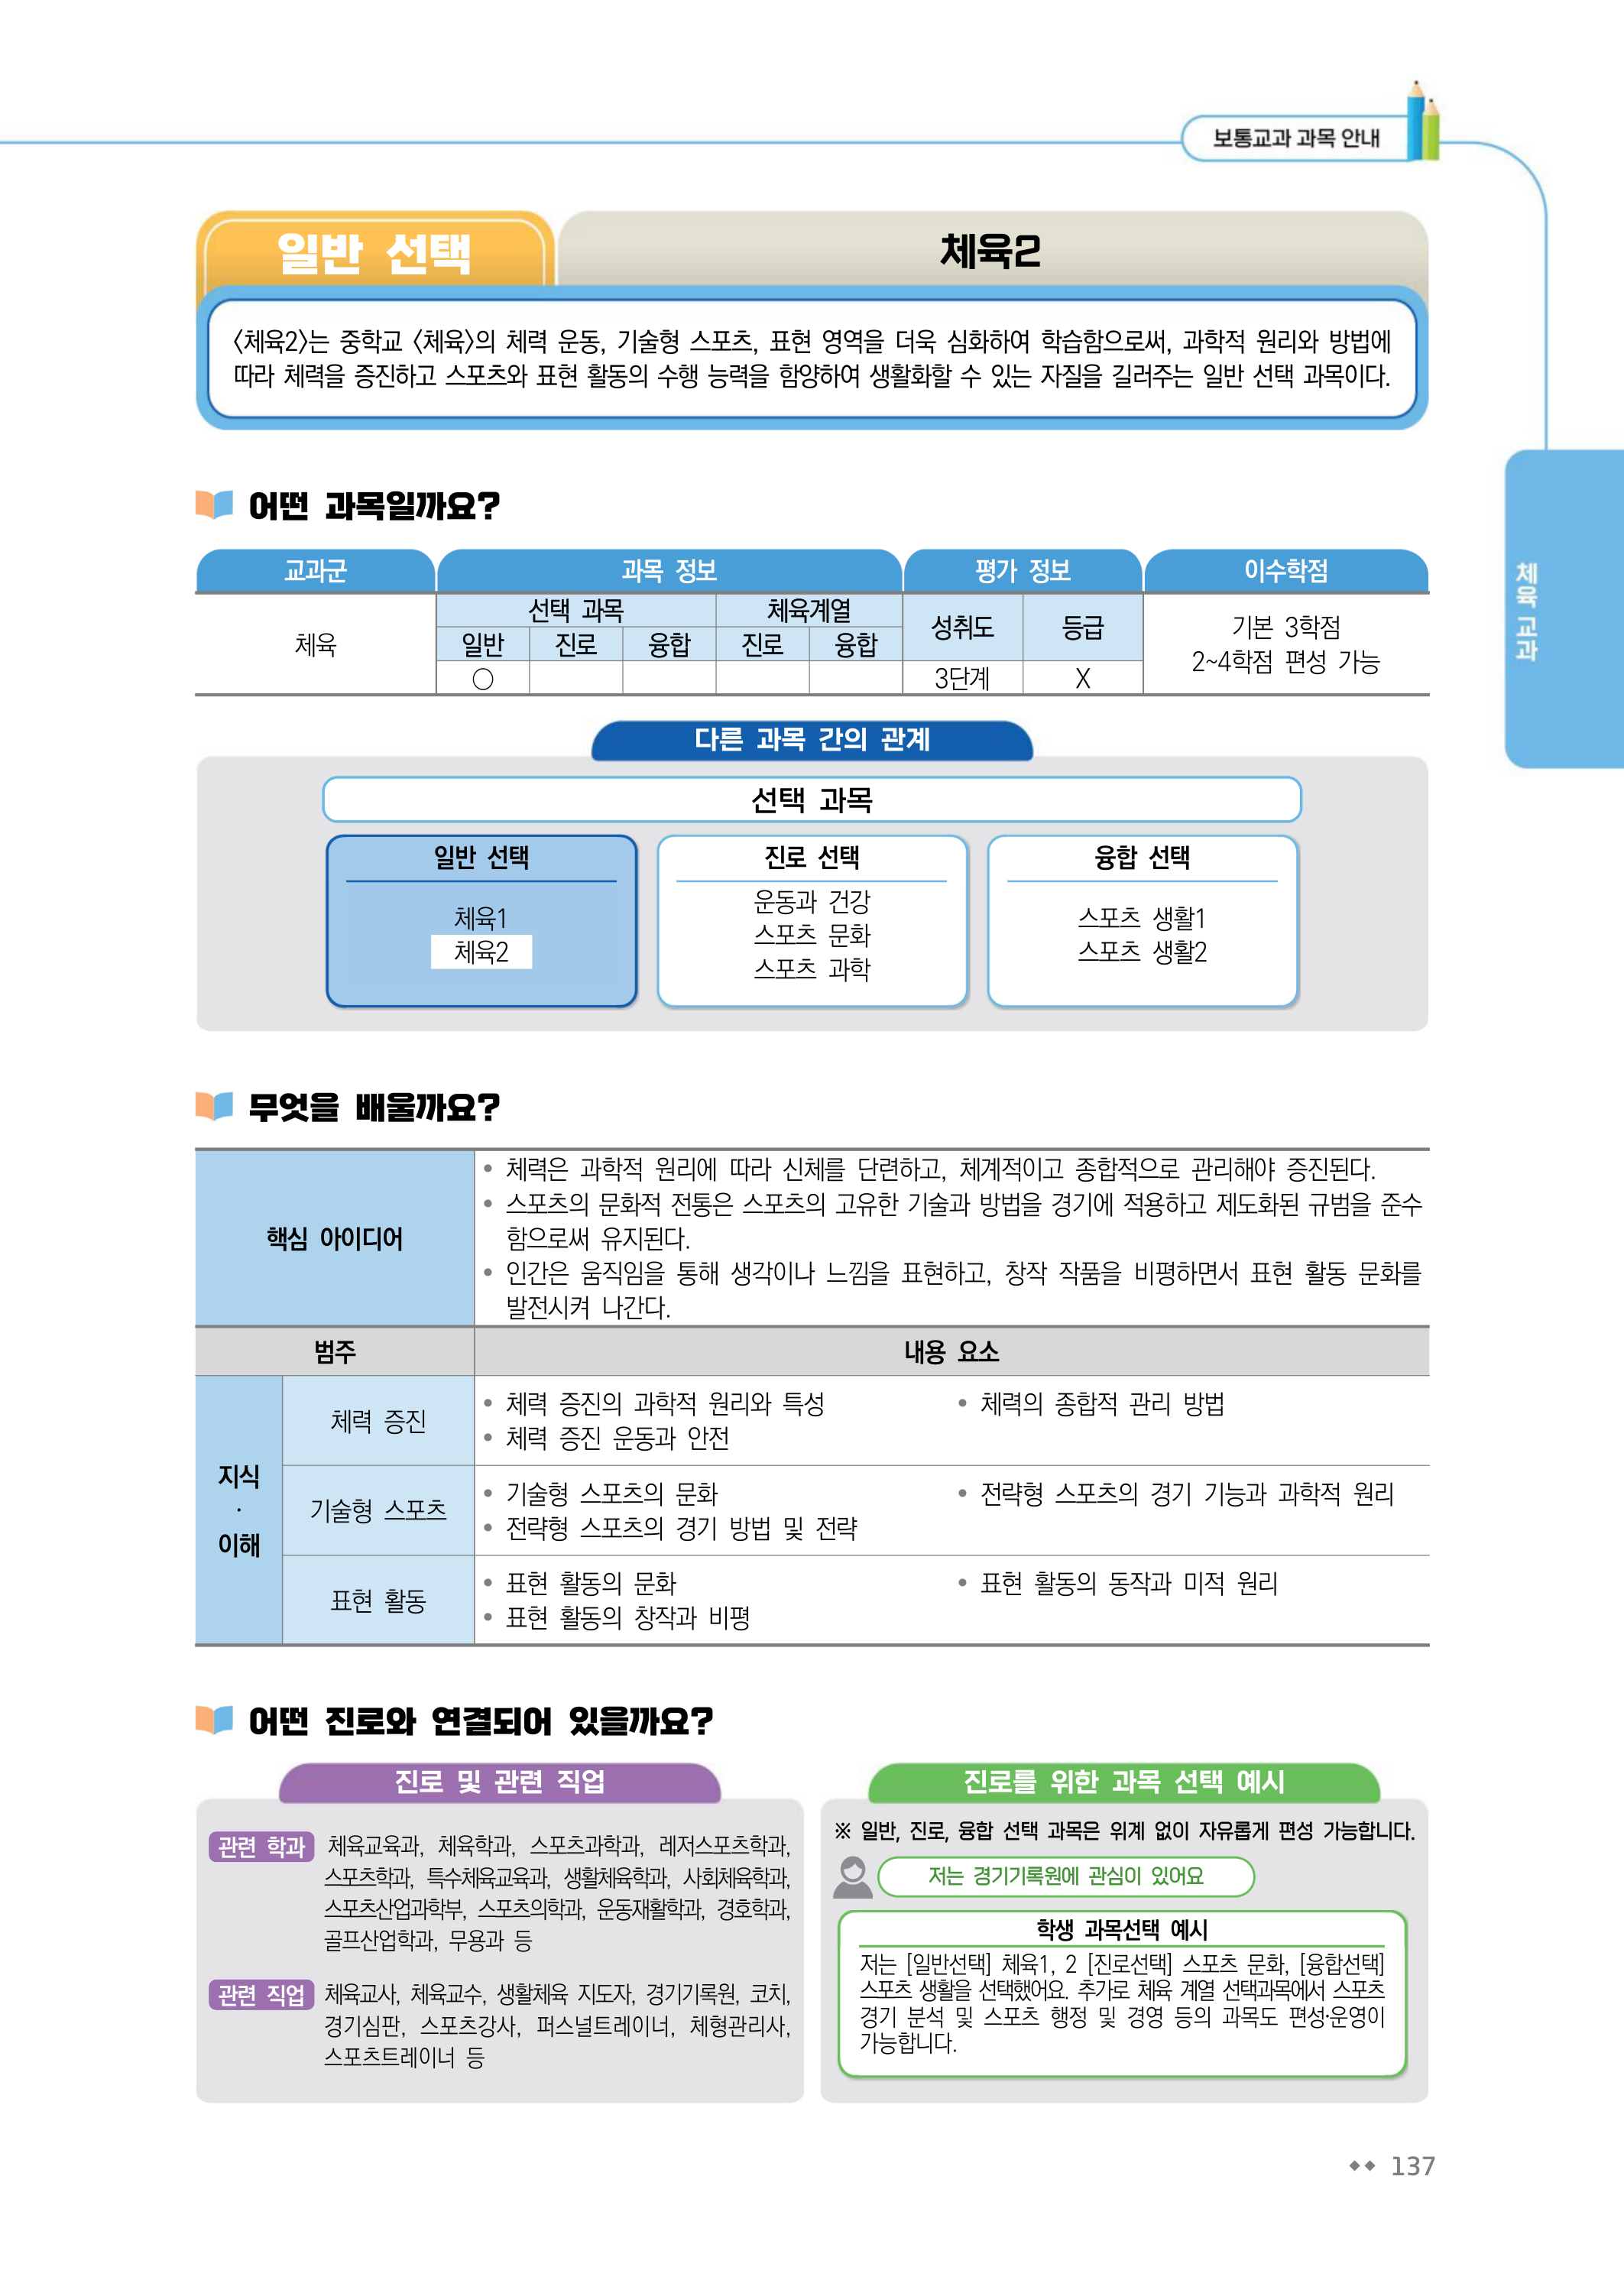 보통교과 과목 안내
일반 선택
체육2
〈체육2〉는 중학교 〈체육〉의 체력 운동, 기술형 스포츠, 표현 영역을 더욱 심화하여 학습함으로써, 과학적 원리와 방법에
따라 체력을 증진하고 스포츠와 표현 활동의 수행 능력을 함양하여 생활화할 수 있는 자질을 길러주는 일반 선택 과목이다.
체육 교과
어떤 과목일까요?
교과군 과목 정보 평가 정보 이수학점
선택 과목 체육계열
체육 일반 진로 융합 진로 융합 성취도 등급
○ 3단계 X
기본 3학점
2~4학점 편성 가능
다른 과목 간의 관계
선택 과목
일반 선택
체육1
체육2
진로 선택
운동과 건강
스포츠 문화
스포츠 과학
융합 선택
스포츠 생활1
스포츠 생활2
무엇을 배울까요?
핵심 아이디어
• 체력은 과학적 원리에 따라 신체를 단련하고, 체계적이고 종합적으로 관리해야 증진된다.
• 스포츠의 문화적 전통은 스포츠의 고유한 기술과 방법을 경기에 적용하고 제도화된 규범을 준수
함으로써 유지된다.
• 인간은 움직임을 통해 생각이나 느낌을 표현하고, 창작 작품을 비평하면서 표현 활동 문화를
발전시켜 나간다.
범주 내용 요소
지식
·
이해
체력 증진
• 체력 증진의 과학적 원리와 특성 • 체력의 종합적 관리 방법
• 체력 증진 운동과 안전
기술형 스포츠
• 기술형 스포츠의 문화 • 전략형 스포츠의 경기 기능과 과학적 원리
• 전략형 스포츠의 경기 방법 및 전략
표현 활동
• 표현 활동의 문화 • 표현 활동의 동작과 미적 원리
• 표현 활동의 창작과 비평
어떤 진로와 연결되어 있을까요?
진로 및 관련 직업
관련 학과 체육교육과, 체육학과, 스포츠과학과, 레저스포츠학과,
스포츠학과, 특수체육교육과, 생활체육학과, 사회체육학과,
스포츠산업과학부, 스포츠의학과, 운동재활학과, 경호학과,
골프산업학과, 무용과 등
관련 직업 체육교사, 체육교수, 생활체육 지도자, 경기기록원, 코치,
경기심판, 스포츠강사, 퍼스널트레이너, 체형관리사,
스포츠트레이너 등
진로를 위한 과목 선택 예시
※ 일반, 진로, 융합 선택 과목은 위계 없이 자유롭게 편성 가능합니다.
저는 경기기록원에 관심이 있어요
학생 과목선택 예시
저는 [일반선택] 체육1, 2 [진로선택] 스포츠 문화, [융합선택]
스포츠 생활을 선택했어요. 추가로 체육 계열 선택과목에서 스포츠
경기 분석 및 스포츠 행정 및 경영 등의 과목도 편성·운영이
가능합니다.
◆◆ 137